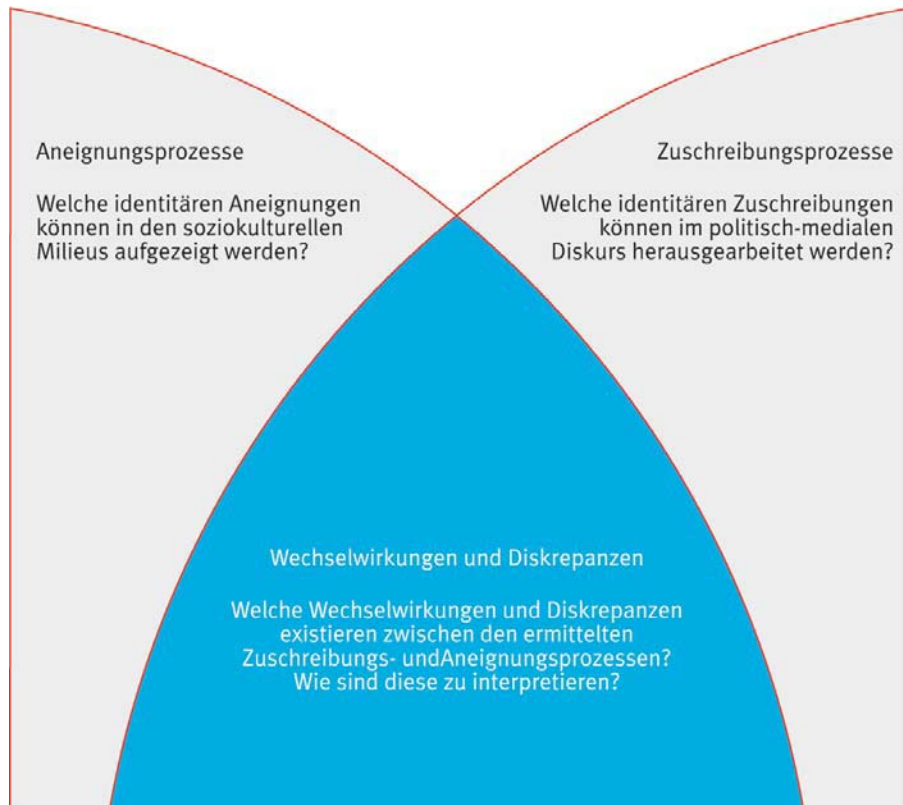 Aneignungsprozesse
Welche identitären Aneignungen
können in den soziokulturellen
Milieus aufgezeigt werden?
Zuschreibungsprozesse
Welche identitären Zuschreibungen
können im politisch-medialen
Diskurs herausgearbeitet werden?
Wechselwirkungen und Diskrepanzen
Welche Wechselwirkungen und Diskrepanzen
existieren zwischen den ermittelten
Zuschreibungs- undAneignungsprozessen?
Wie sind diese zu interpretieren?